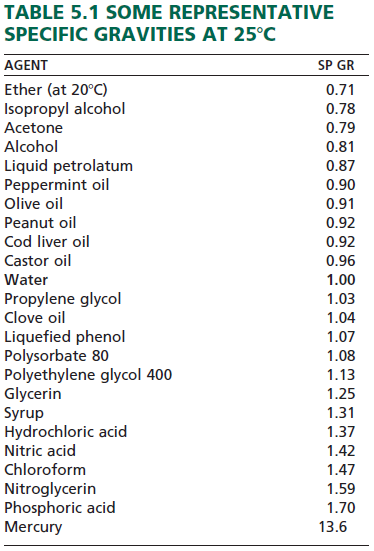 TABLE 5.1 SOME REPRESENTATIVE
SPECIFIC GRAVITIES AT 25°C
AGENT SP GR
Ether (at 20°C) 0.71
Isopropyl alcohol 0.78
Acetone 0.79
Alcohol 0.81
Liquid petrolatum 0.87
Peppermint oil 0.90
Olive oil 0.91
Peanut oil 0.92
Cod liver oil 0.92
Castor oil 0.96
Water 1.00
Propylene glycol 1.03
Clove oil 1.04
Liquefied phenol 1.07
Polysorbate 80 1.08
Polyethylene glycol 400 1.13
Glycerin 1.25
Syrup 1.31
Hydrochloric acid 1.37
Nitric acid 1.42
Chloroform 1.47
Nitroglycerin 1.59
Phosphoric acid 1.70
Mercury 13.6